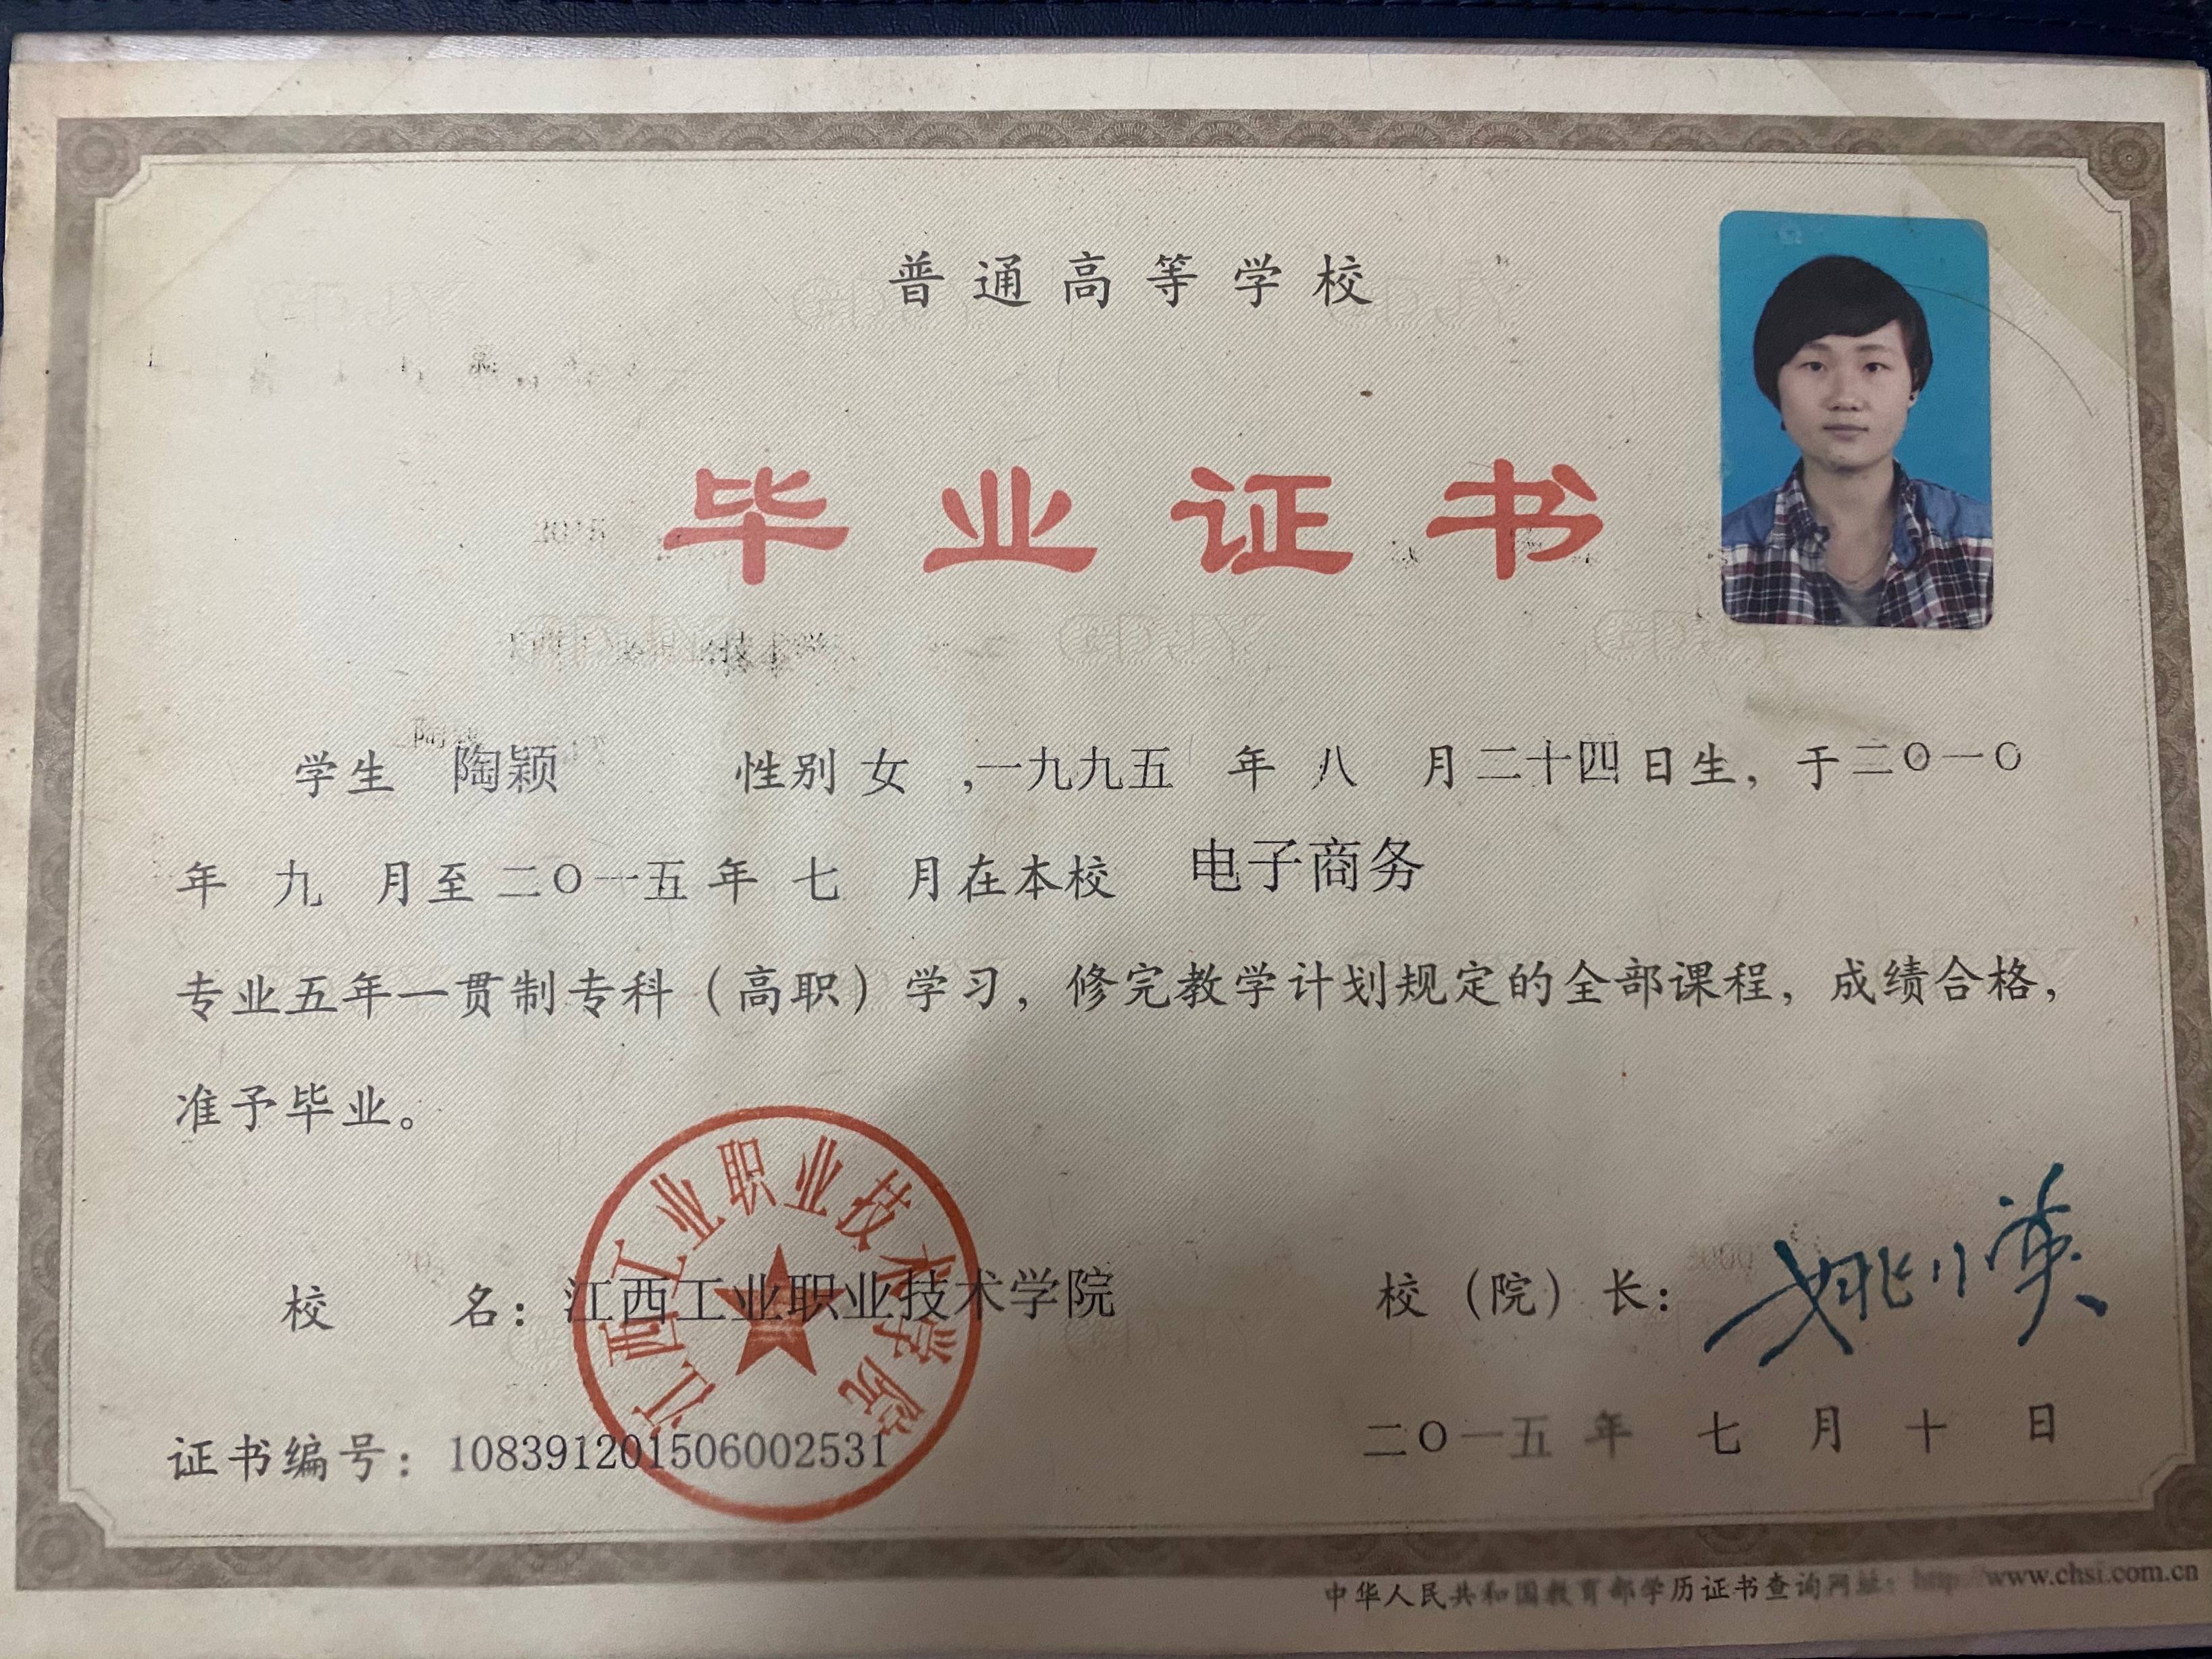 普通高等学校
毕业证书
学生 陶颖 性别 女 ,一九九五 年 八 月 二十四 日生，于二〇一〇
年 九 月至 二〇一五 年 七 月在本校 电子商务
专业五年一贯制专科（高职）学习，修完教学计划规定的全部课程，成绩合格，
准予毕业。
江西工业职业技术学院
校 名：江西工业职业技术学院 校（院）长：姚小英
证书编号：108391201506002531 二〇一五 年 七 月 十 日
中华人民共和国教育部学历证书查询网址：http://www.chsi.com.cn